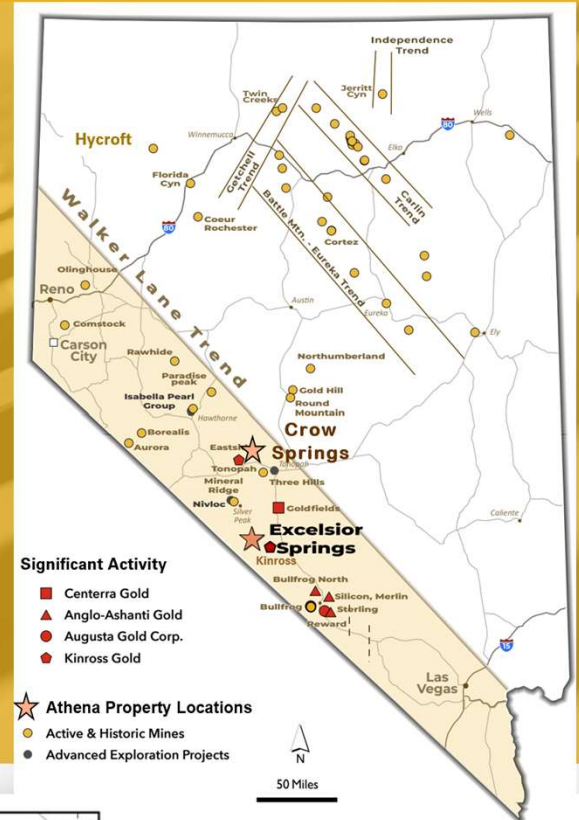 Independence
Trend
Twin
Creeks
Jerritt
Cyn
Wells
80
Hycroft
Winnemucca
Elko
Getchell
Trend
Carlin
Trend
Florida
Cyn
Coeur
Rochester
80
Battle Mtn. - Eureka Trend
Cortez
Walker Lane Trend
Olinghouse
Reno
Austin
Eureka
Ely
Comstock
Carson
City
Rawhide
Northumberland
Paradise
peak
Gold Hill
Round
Mountain
Isabella Pearl
Group
Hawthorne
Crow
Springs
Borealis
Aurora
Tonopah
Tonopah
Three Hills
Mineral
Ridge
Nivloc
Silver
Peak
Goldfields
Caliente
Excelsior
Springs
Kinross
Significant Activity
Centerra Gold
Anglo-Ashanti Gold
Augusta Gold Corp.
Kinross Gold
Bullfrog North
Silicon, Merlin
Bullfrog
Sterling
Reward
15
Las
Vegas
Athena Property Locations
Active & Historic Mines
Advanced Exploration Projects
N
50 Miles